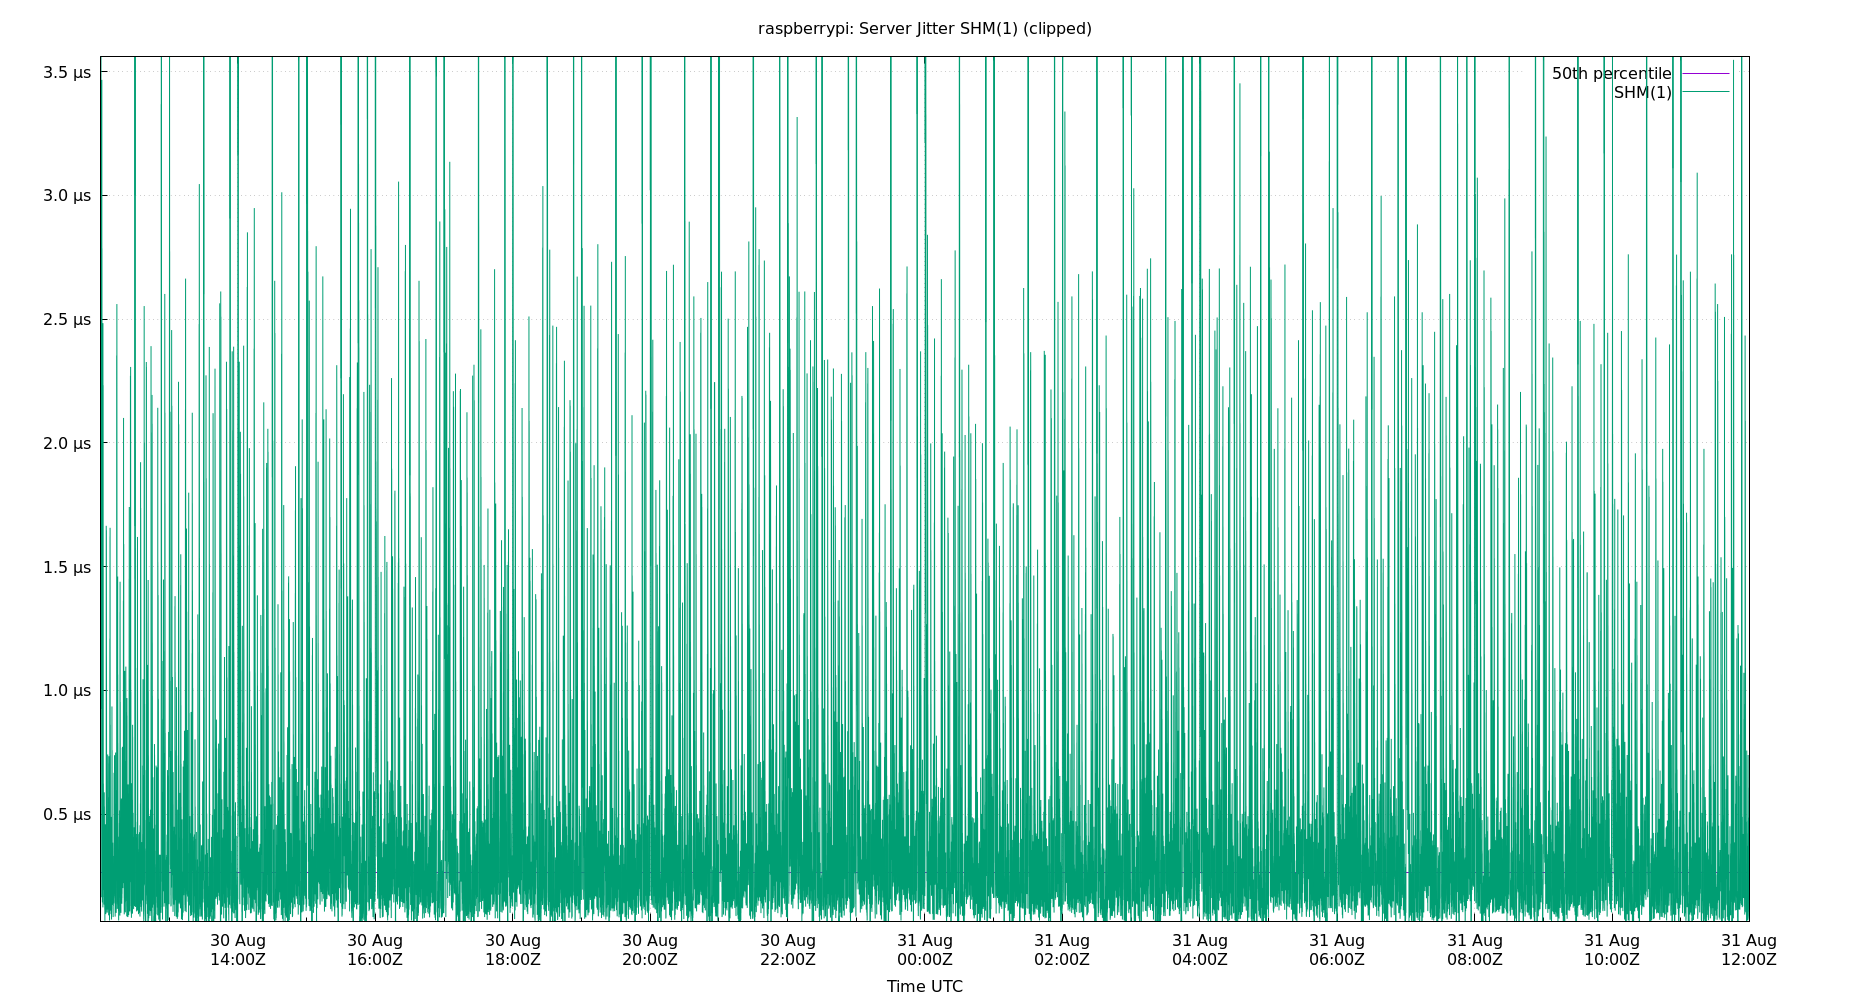 raspberrypi: Server Jitter SHM(1) (clipped)
3.5 µs
3.0 µs
2.5 µs
2.0 µs
1.5 µs
1.0 µs
0.5 µs
50th percentile
SHM(1)
30 Aug
14:00Z
30 Aug
16:00Z
30 Aug
18:00Z
30 Aug
20:00Z
30 Aug
22:00Z
31 Aug
00:00Z
31 Aug
02:00Z
31 Aug
04:00Z
31 Aug
06:00Z
31 Aug
08:00Z
31 Aug
10:00Z
31 Aug
12:00Z
Time UTC